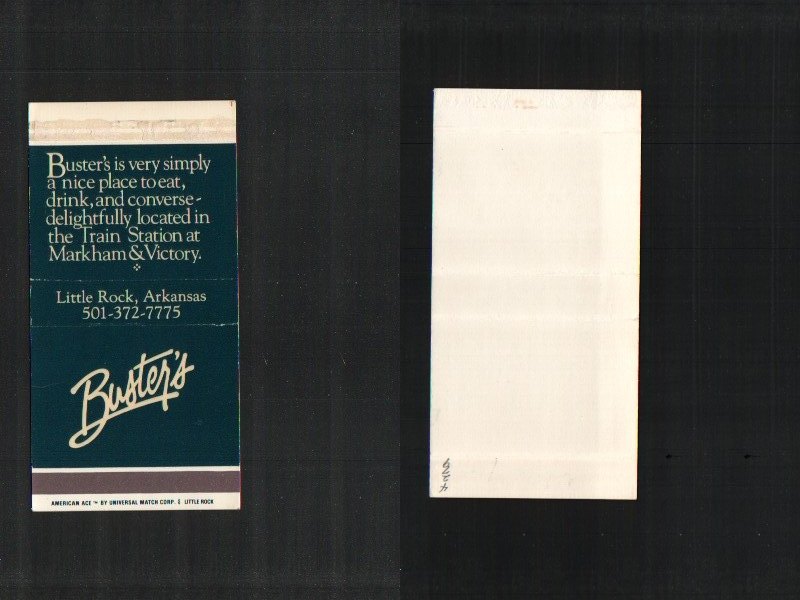 Buster's is very simply
a nice place to eat,
drink, and converse-
delightfully located in
the Train Station at
Markham & Victory.
Little Rock, Arkansas
501-372-7775
Buster's
AMERICAN ACE ™ BY UNIVERSAL MATCH CORP. LITTLE ROCK